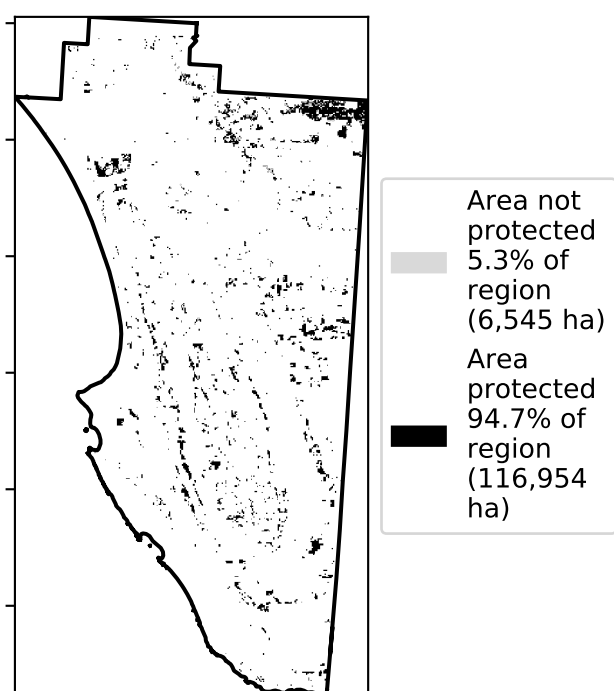 Area not
protected
5.3% of
region
(6,545 ha)
Area
protected
94.7% of
region
(116,954
ha)